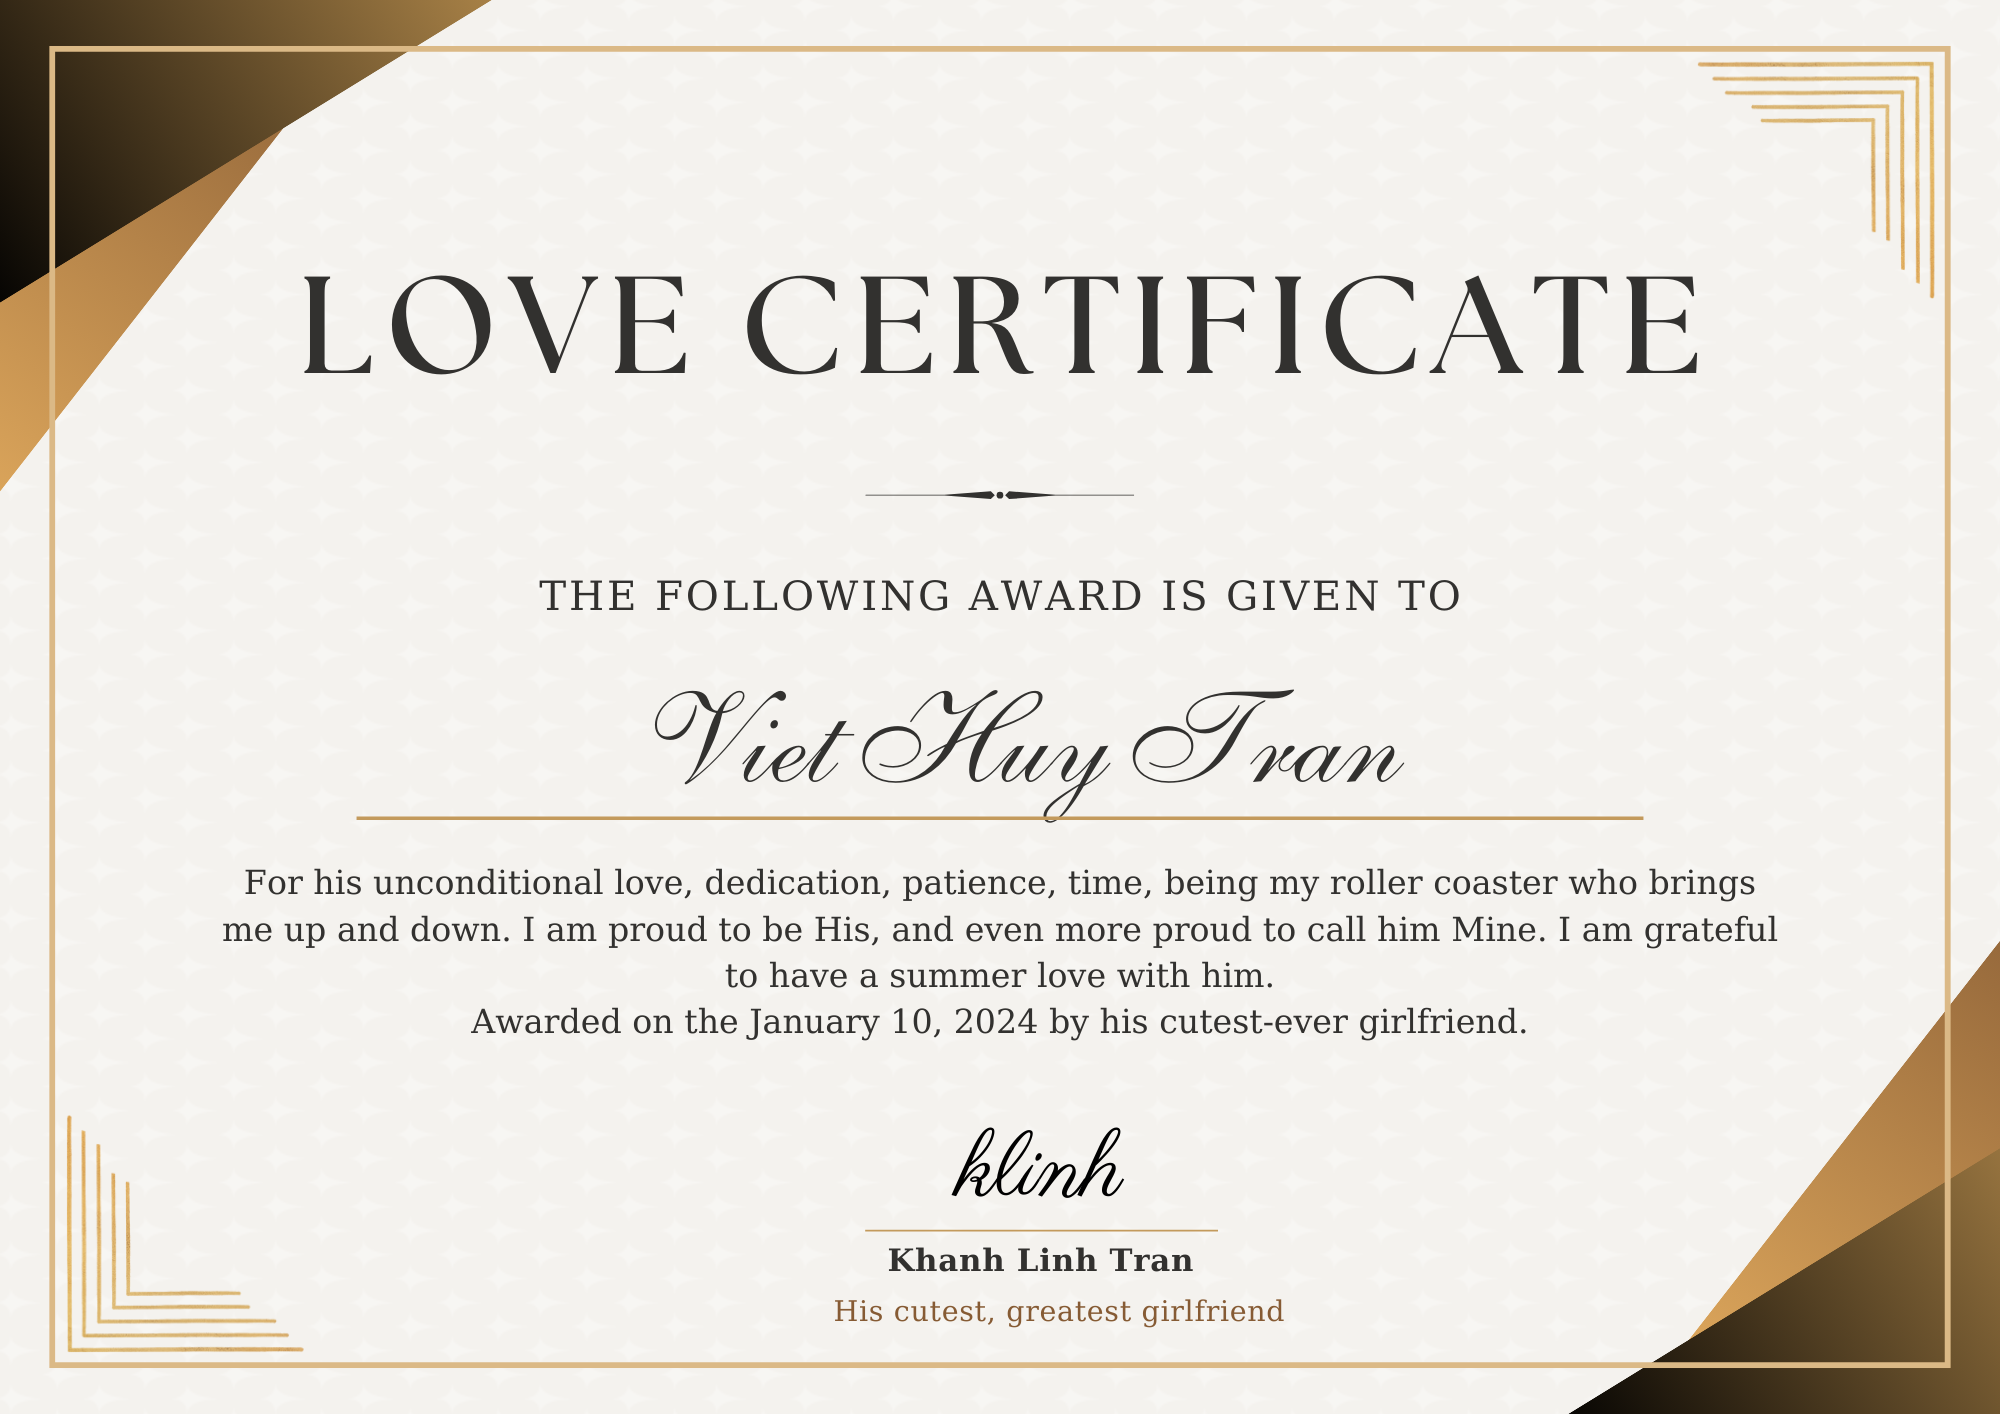 LOVE CERTIFICATE
THE FOLLOWING AWARD IS GIVEN TO
Viet Huy Tran
For his unconditional love, dedication, patience, time, being my roller coaster who brings
me up and down. I am proud to be His, and even more proud to call him Mine. I am grateful
to have a summer love with him.
Awarded on the January 10, 2024 by his cutest-ever girlfriend.
klinh
Khanh Linh Tran
His cutest, greatest girlfriend